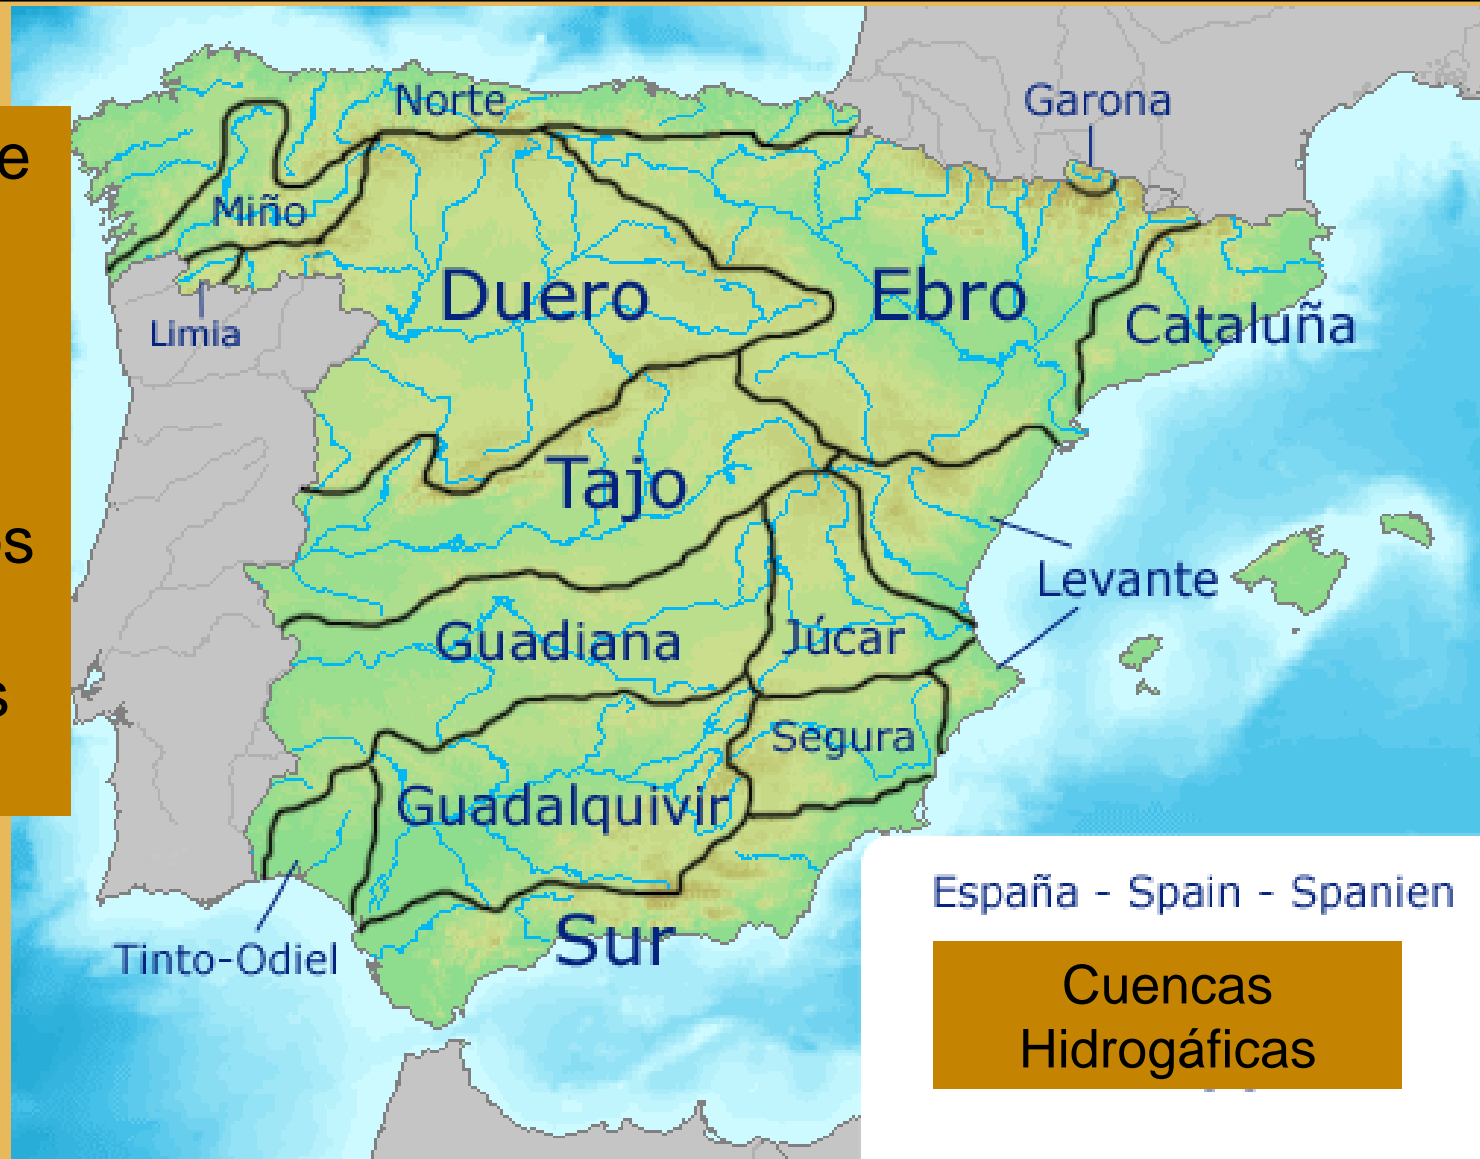 Norte
Garona
e
Miño
Duero
Ebro
Limia
Cataluña
Tajo
os
Levante
Guadiana
Júcar
s
Segura
Guadalquivir
España - Spain - Spanien
Sur
Tinto-Odiel
Cuencas
Hidrogáficas